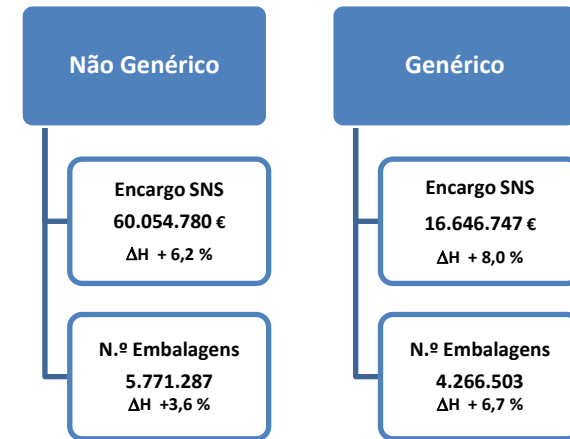 Não Genérico
Encargo SNS
60.054.780 €
ΔH + 6,2 %
N.º Embalagens
5.771.287
ΔH +3,6 %
Genérico
Encargo SNS
16.646.747 €
ΔH + 8,0 %
N.º Embalagens
4.266.503
ΔH + 6,7 %